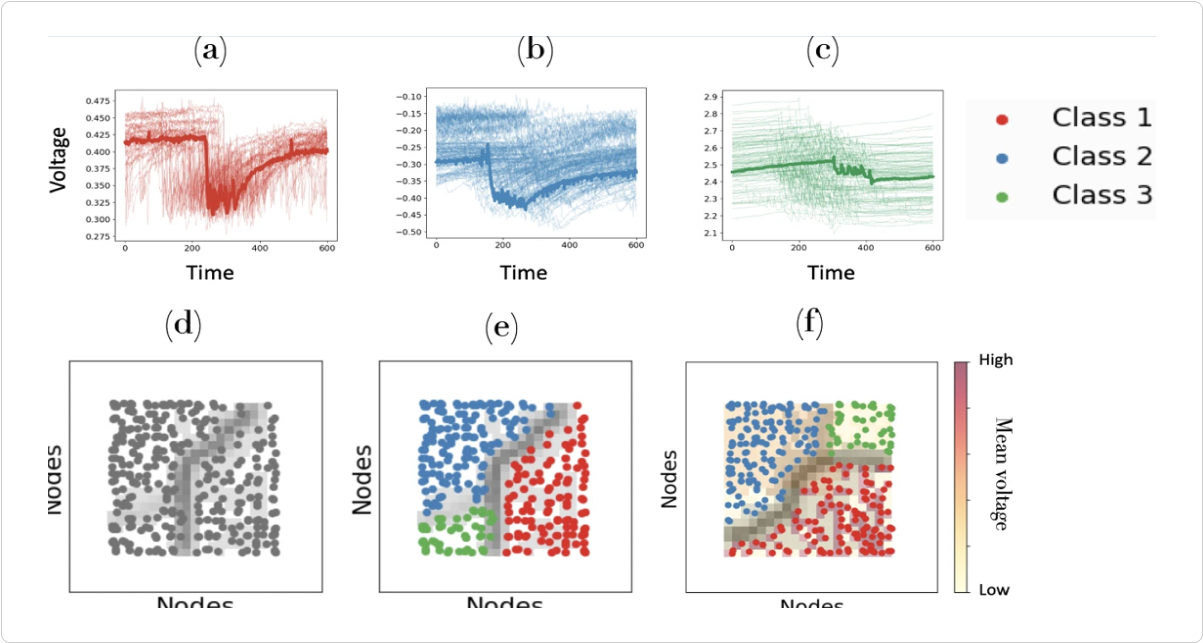 (a)
(b)
(c)
Voltage
0.475
0.450
0.425
0.400
0.375
0.350
0.325
0.300
0.275
0
200
400
600
Time
−0.10
−0.15
−0.20
−0.25
−0.30
−0.35
−0.40
−0.45
−0.50
0
200
400
600
Time
2.9
2.8
2.7
2.6
2.5
2.4
2.3
2.2
2.1
0
200
400
600
Time
Class 1
Class 2
Class 3
(d)
(e)
(f)
Nodes
Nodes
Nodes
Nodes
Nodes
Nodes
High
Mean voltage
Low